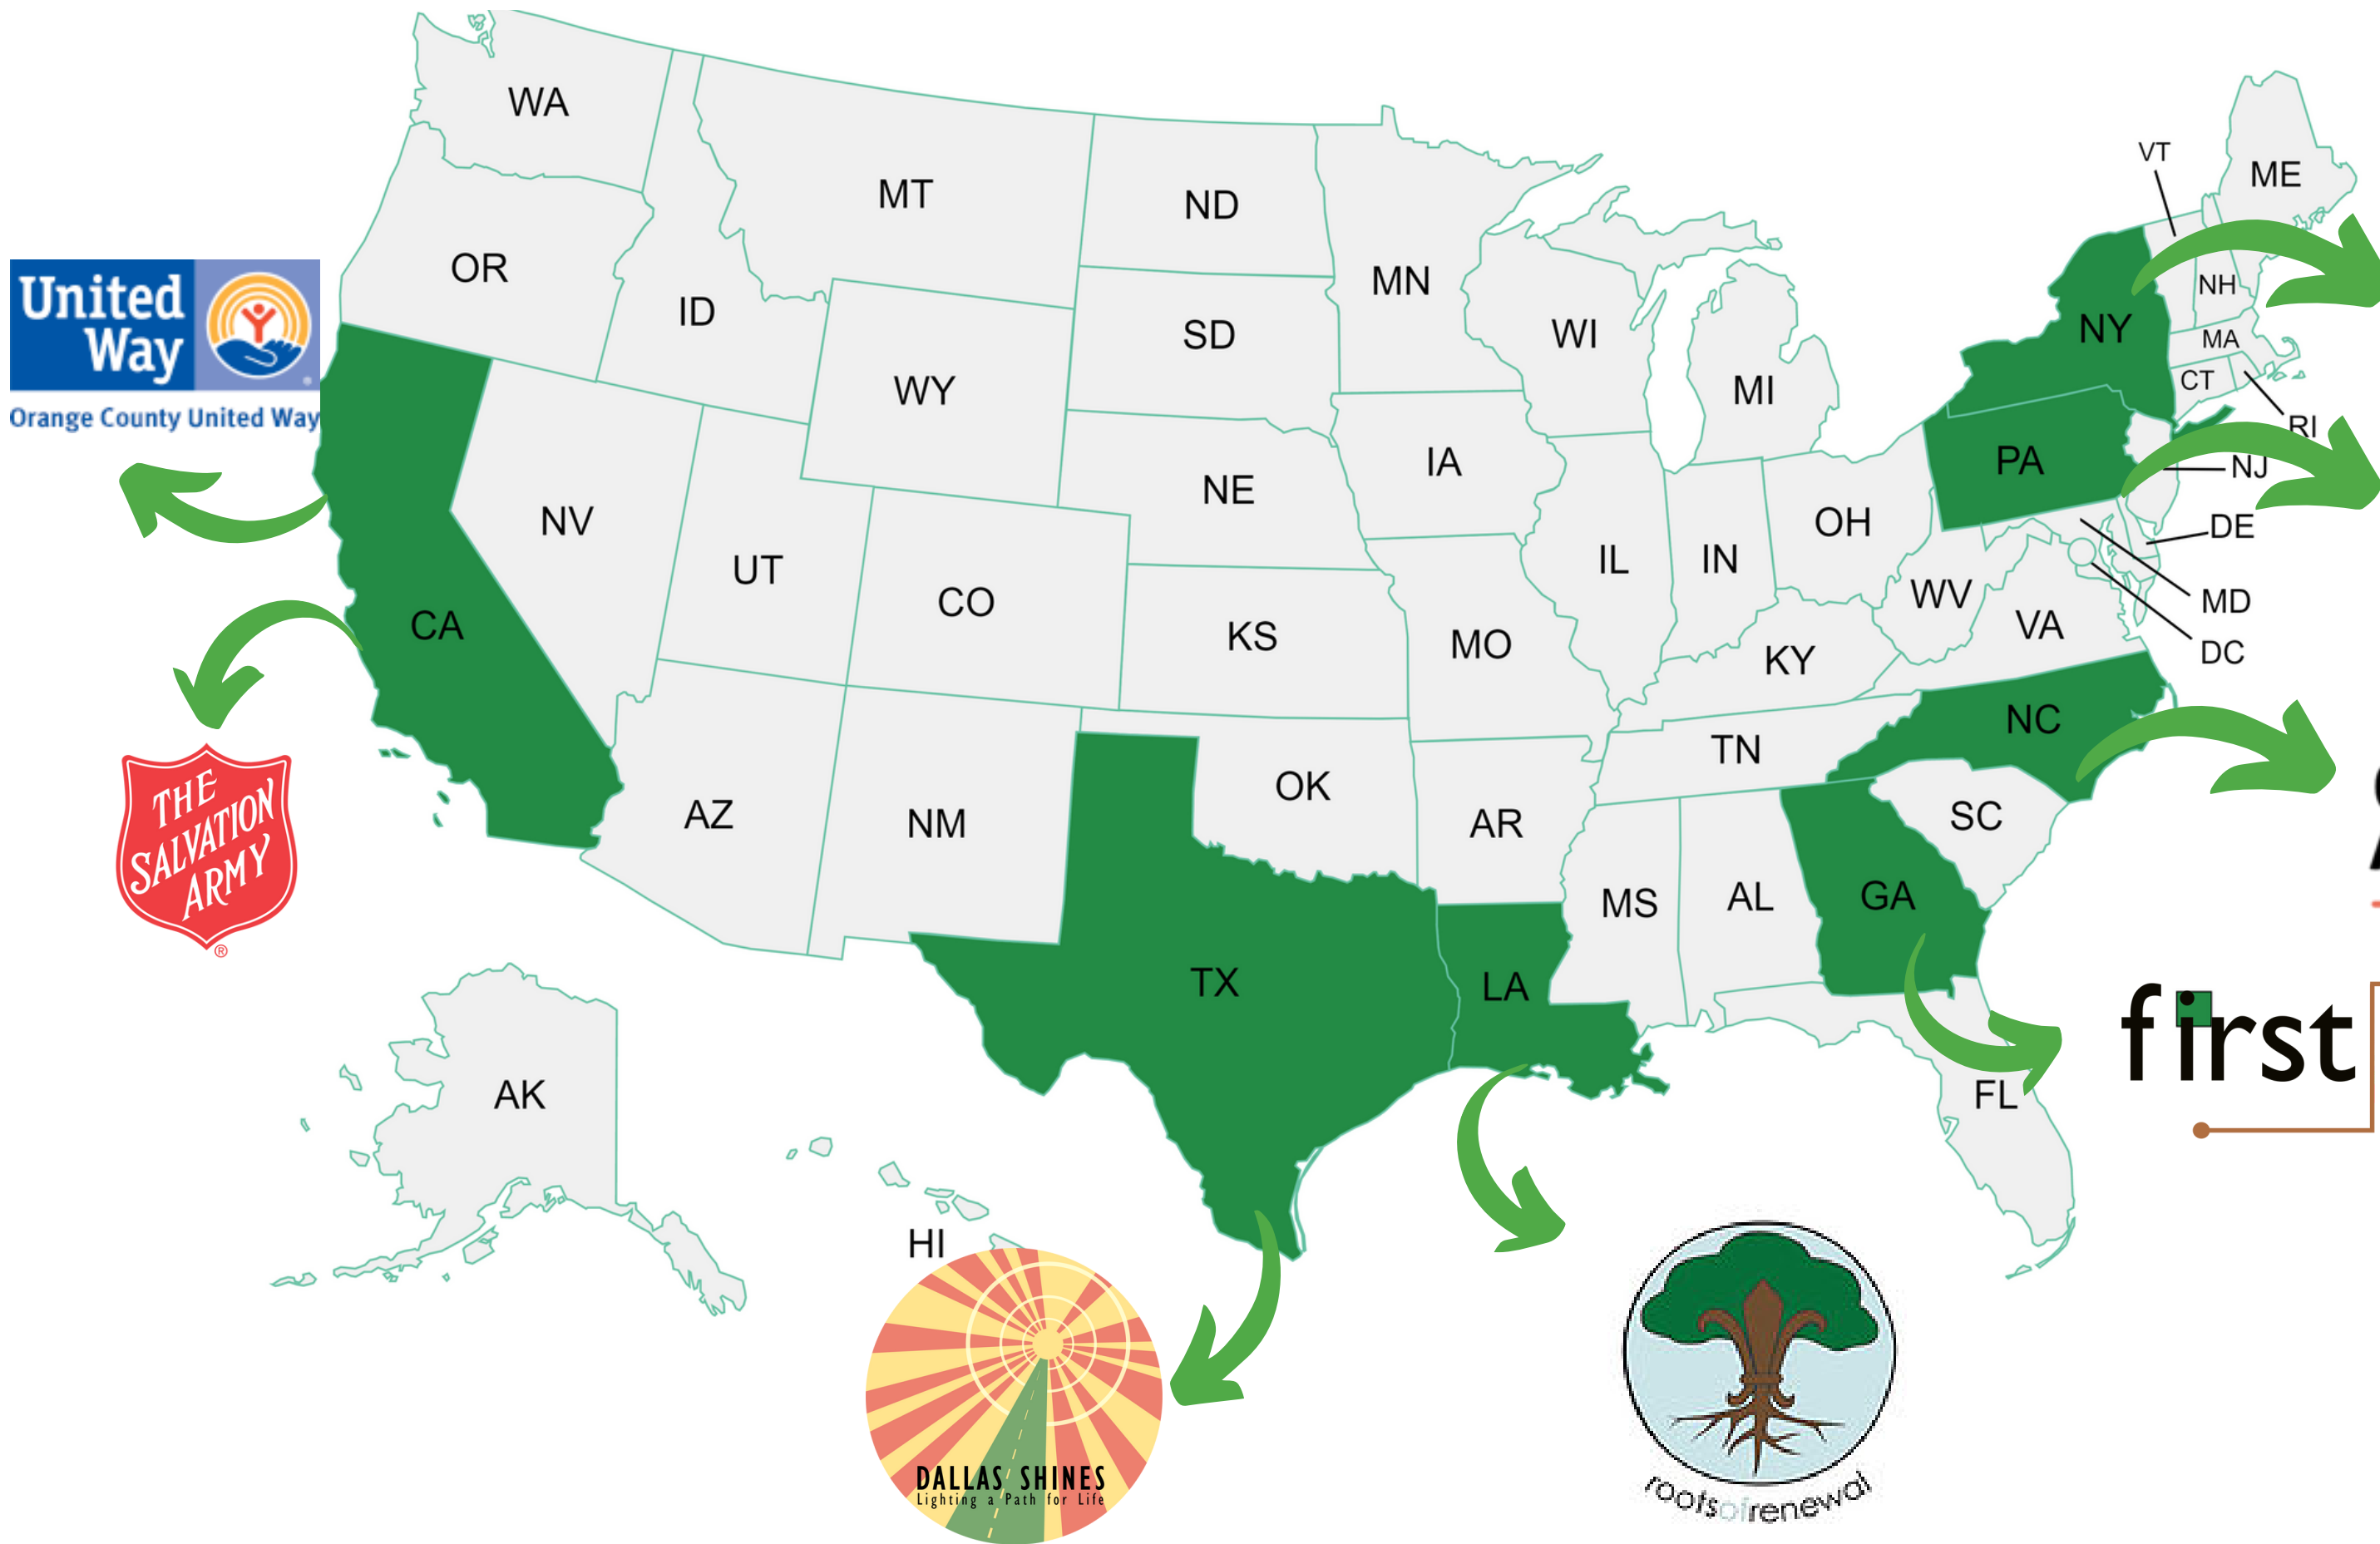 WA
VT
ME
MT
ND
OR
MN
NH
ID
SD
WI
NY
MA
United
Way
®
Orange County United Way
WY
MI
CT
RI
PA
IA
NJ
NE
NV
OH
DE
UT
IL
IN
WV
MD
CO
CA
KS
MO
KY
VA
DC
NC
TN
OK
AZ
NM
AR
SC
THE
SALVATION
ARMY
®
MS
AL
GA
TX
LA
first
AK
FL
HI
DALLAS SHINES
Lighting a Path for Life
rootsofrenewal